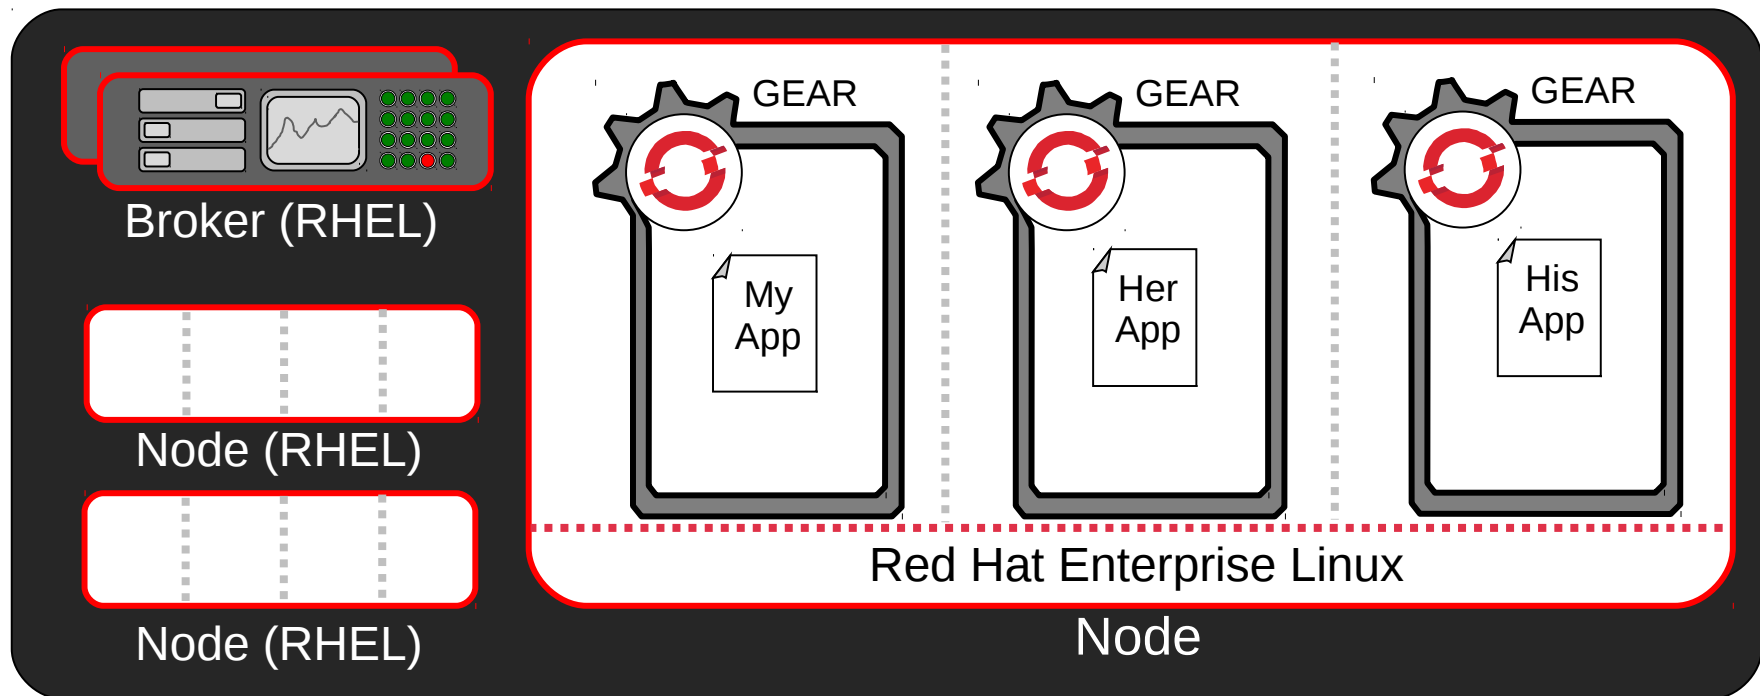 Broker (RHEL)
Node (RHEL)
Node (RHEL)
GEAR
My
App
GEAR
Her
App
GEAR
His
App
Red Hat Enterprise Linux
Node